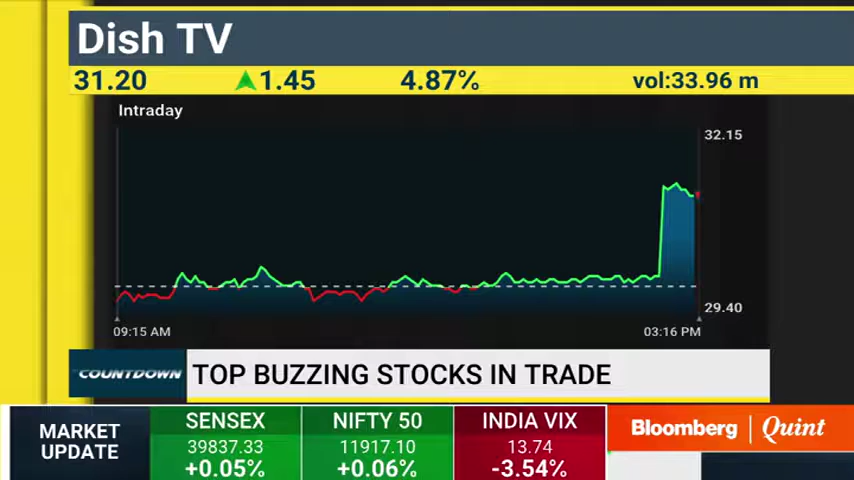 Dish TV
31.20 1.45 4.87% vol:33.96 m
Intraday
32.15
29.40
09:15 AM 03:16 PM
THE COUNTDOWN TOP BUZZING STOCKS IN TRADE
MARKET UPDATE
SENSEX
39837.33
+0.05%
NIFTY 50
11917.10
+0.06%
INDIA VIX
13.74
-3.54%
Bloomberg | Quint